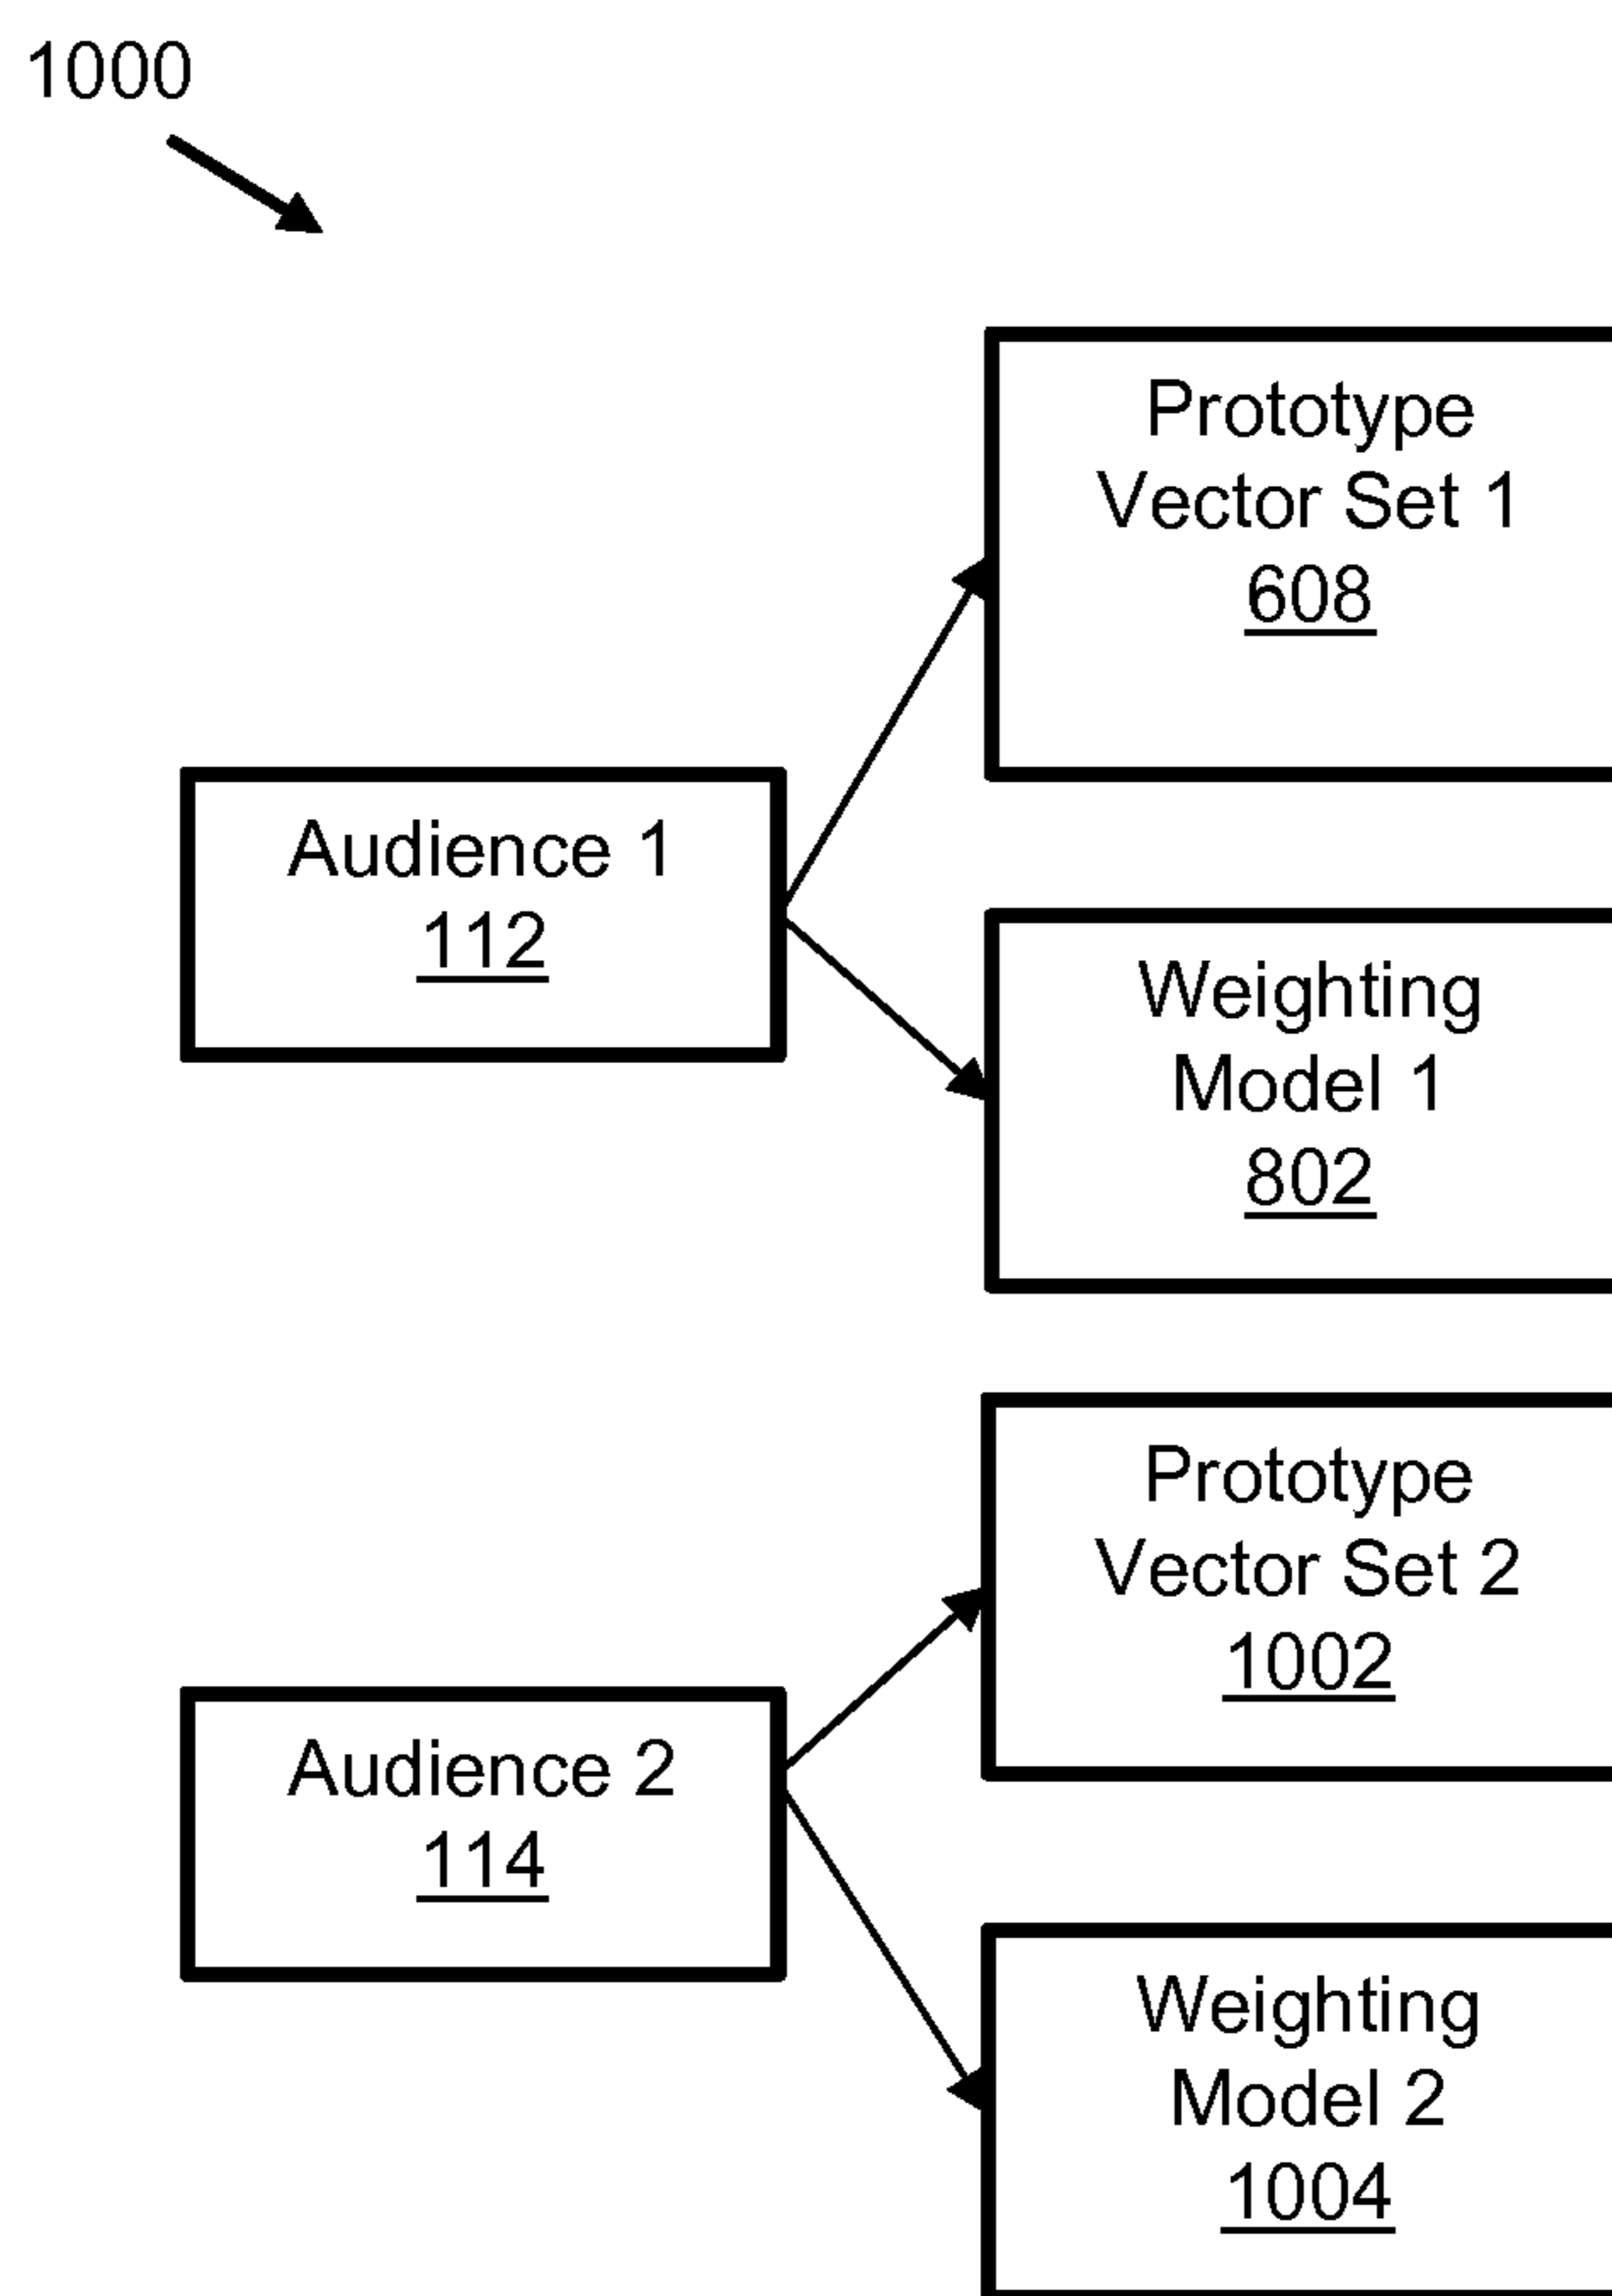 1000
Prototype
Vector Set 1
608
Audience 1
112
Weighting
Model 1
802
Prototype
Vector Set 2
1002
Audience 2
114
Weighting
Model 2
1004